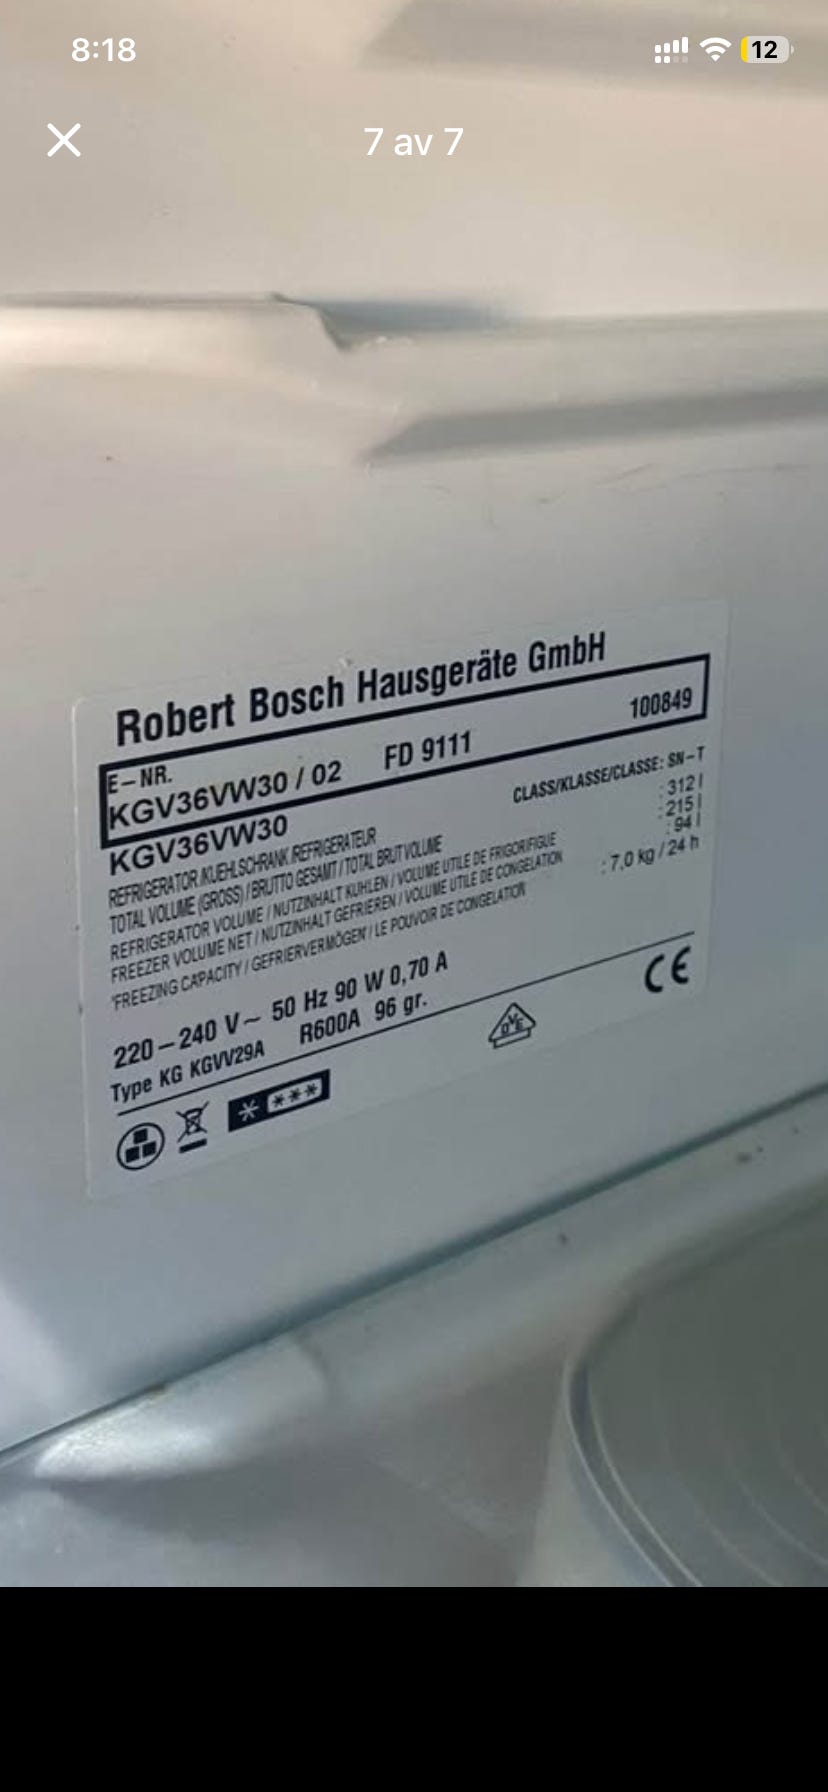 8:18
12
7 av 7
Robert Bosch Hausgeräte GmbH
E-NR.
KGV36VW30 / 02 FD 9111 100849
KGV36VW30
CLASS/KLASSE/CLASSE: SN-T
REFRIGERATOR /KUEHLSCHRANK /REFRIGERATEUR
TOTAL VOLUME (GROSS) / BRUTTO GESAMT / TOTAL BRUT VOLUME : 312 l
REFRIGERATOR VOLUME / NUTZINHALT KUHLEN / VOLUME UTILE DE FRIGORIFIGUE : 215 l
FREEZER VOLUME NET / NUTZINHALT GEFRIEREN / VOLUME UTILE DE CONGELATION : 94 l
FREEZING CAPACITY / GEFRIERVERMÖGEN / LE POUVOIR DE CONGELATION : 7,0 kg / 24 h
220-240 V~ 50 Hz 90 W 0,70 A
Type KG KGVV29A R600A 96 gr.
DVE
CE